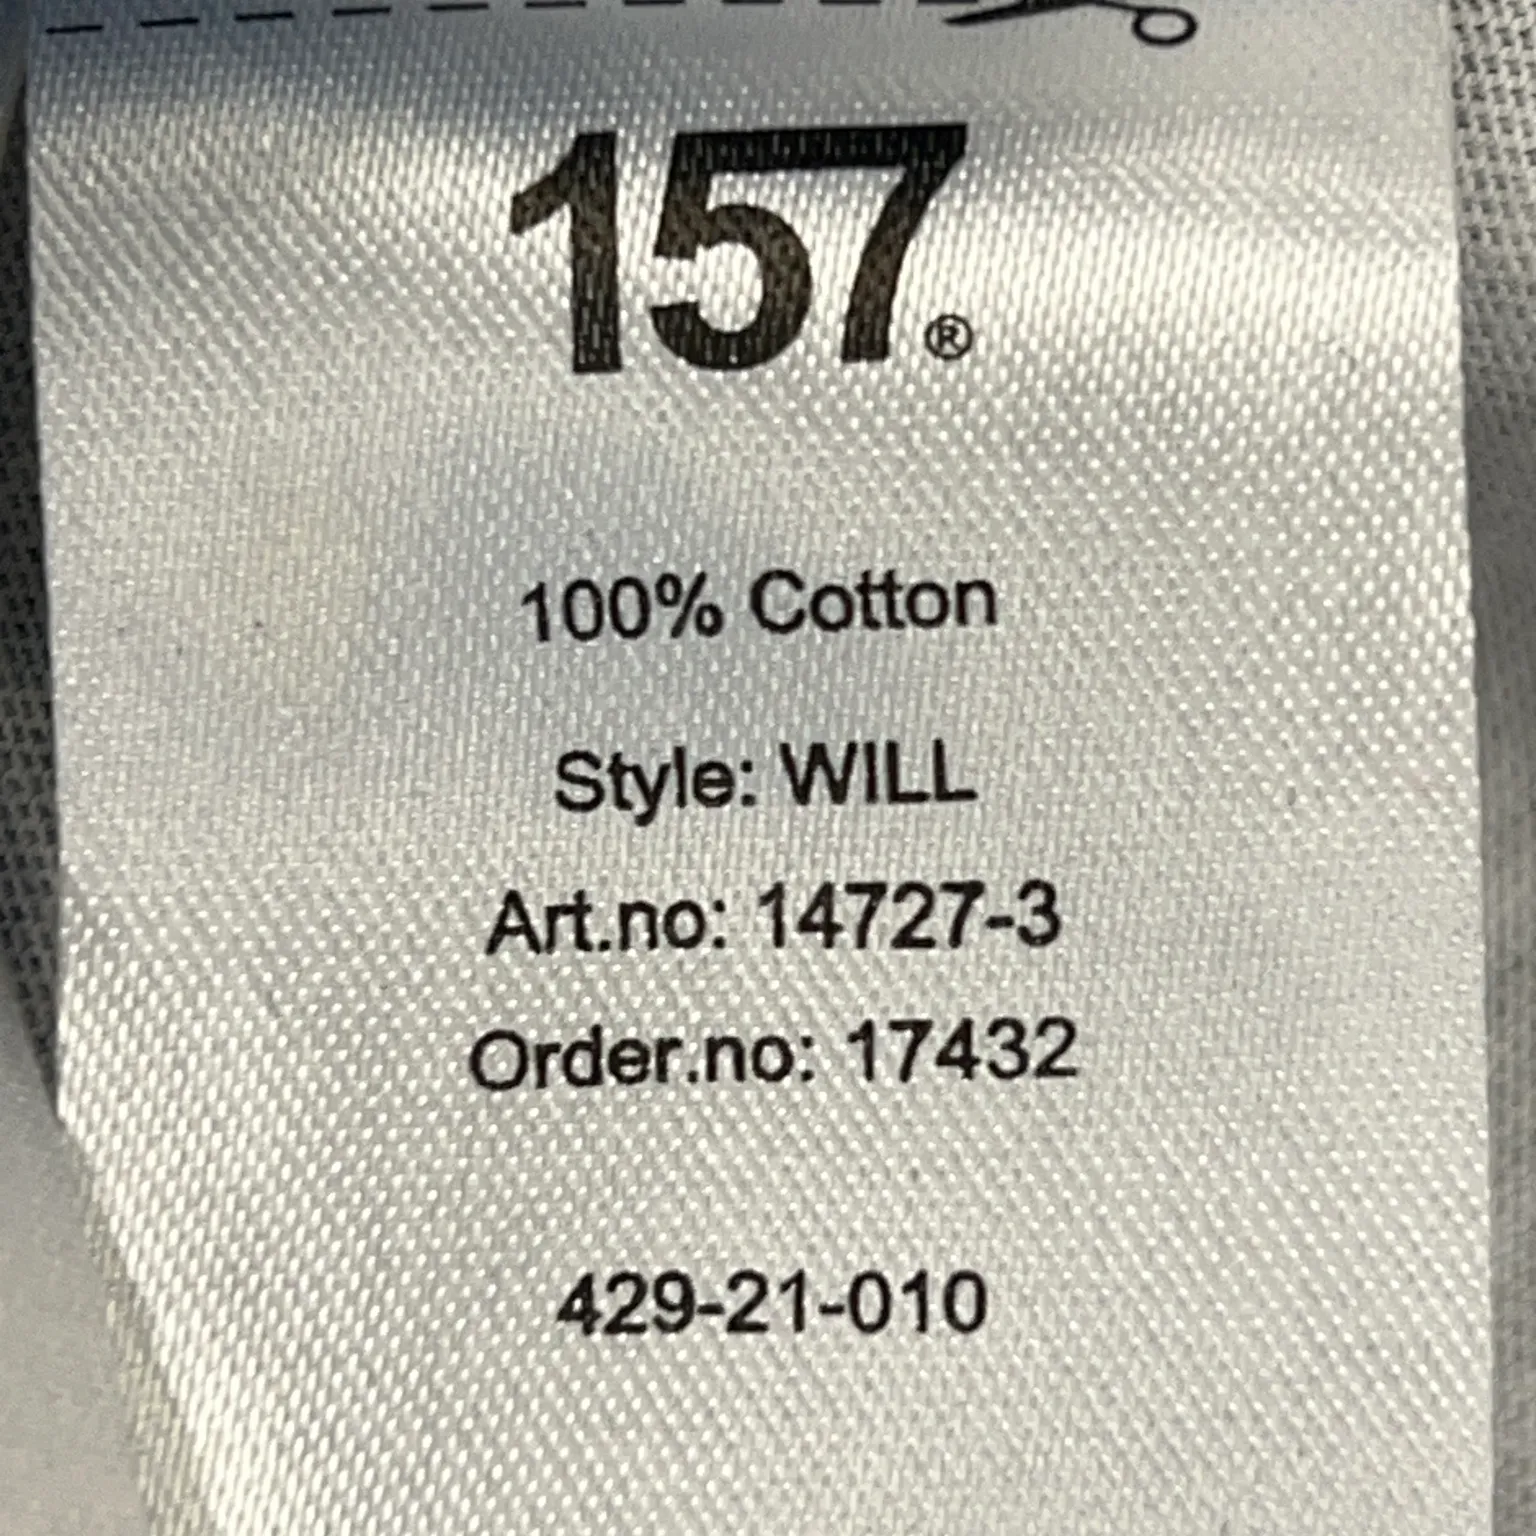 157®
100% Cotton
Style: WILL
Art.no: 14727-3
Order.no: 17432
429-21-010